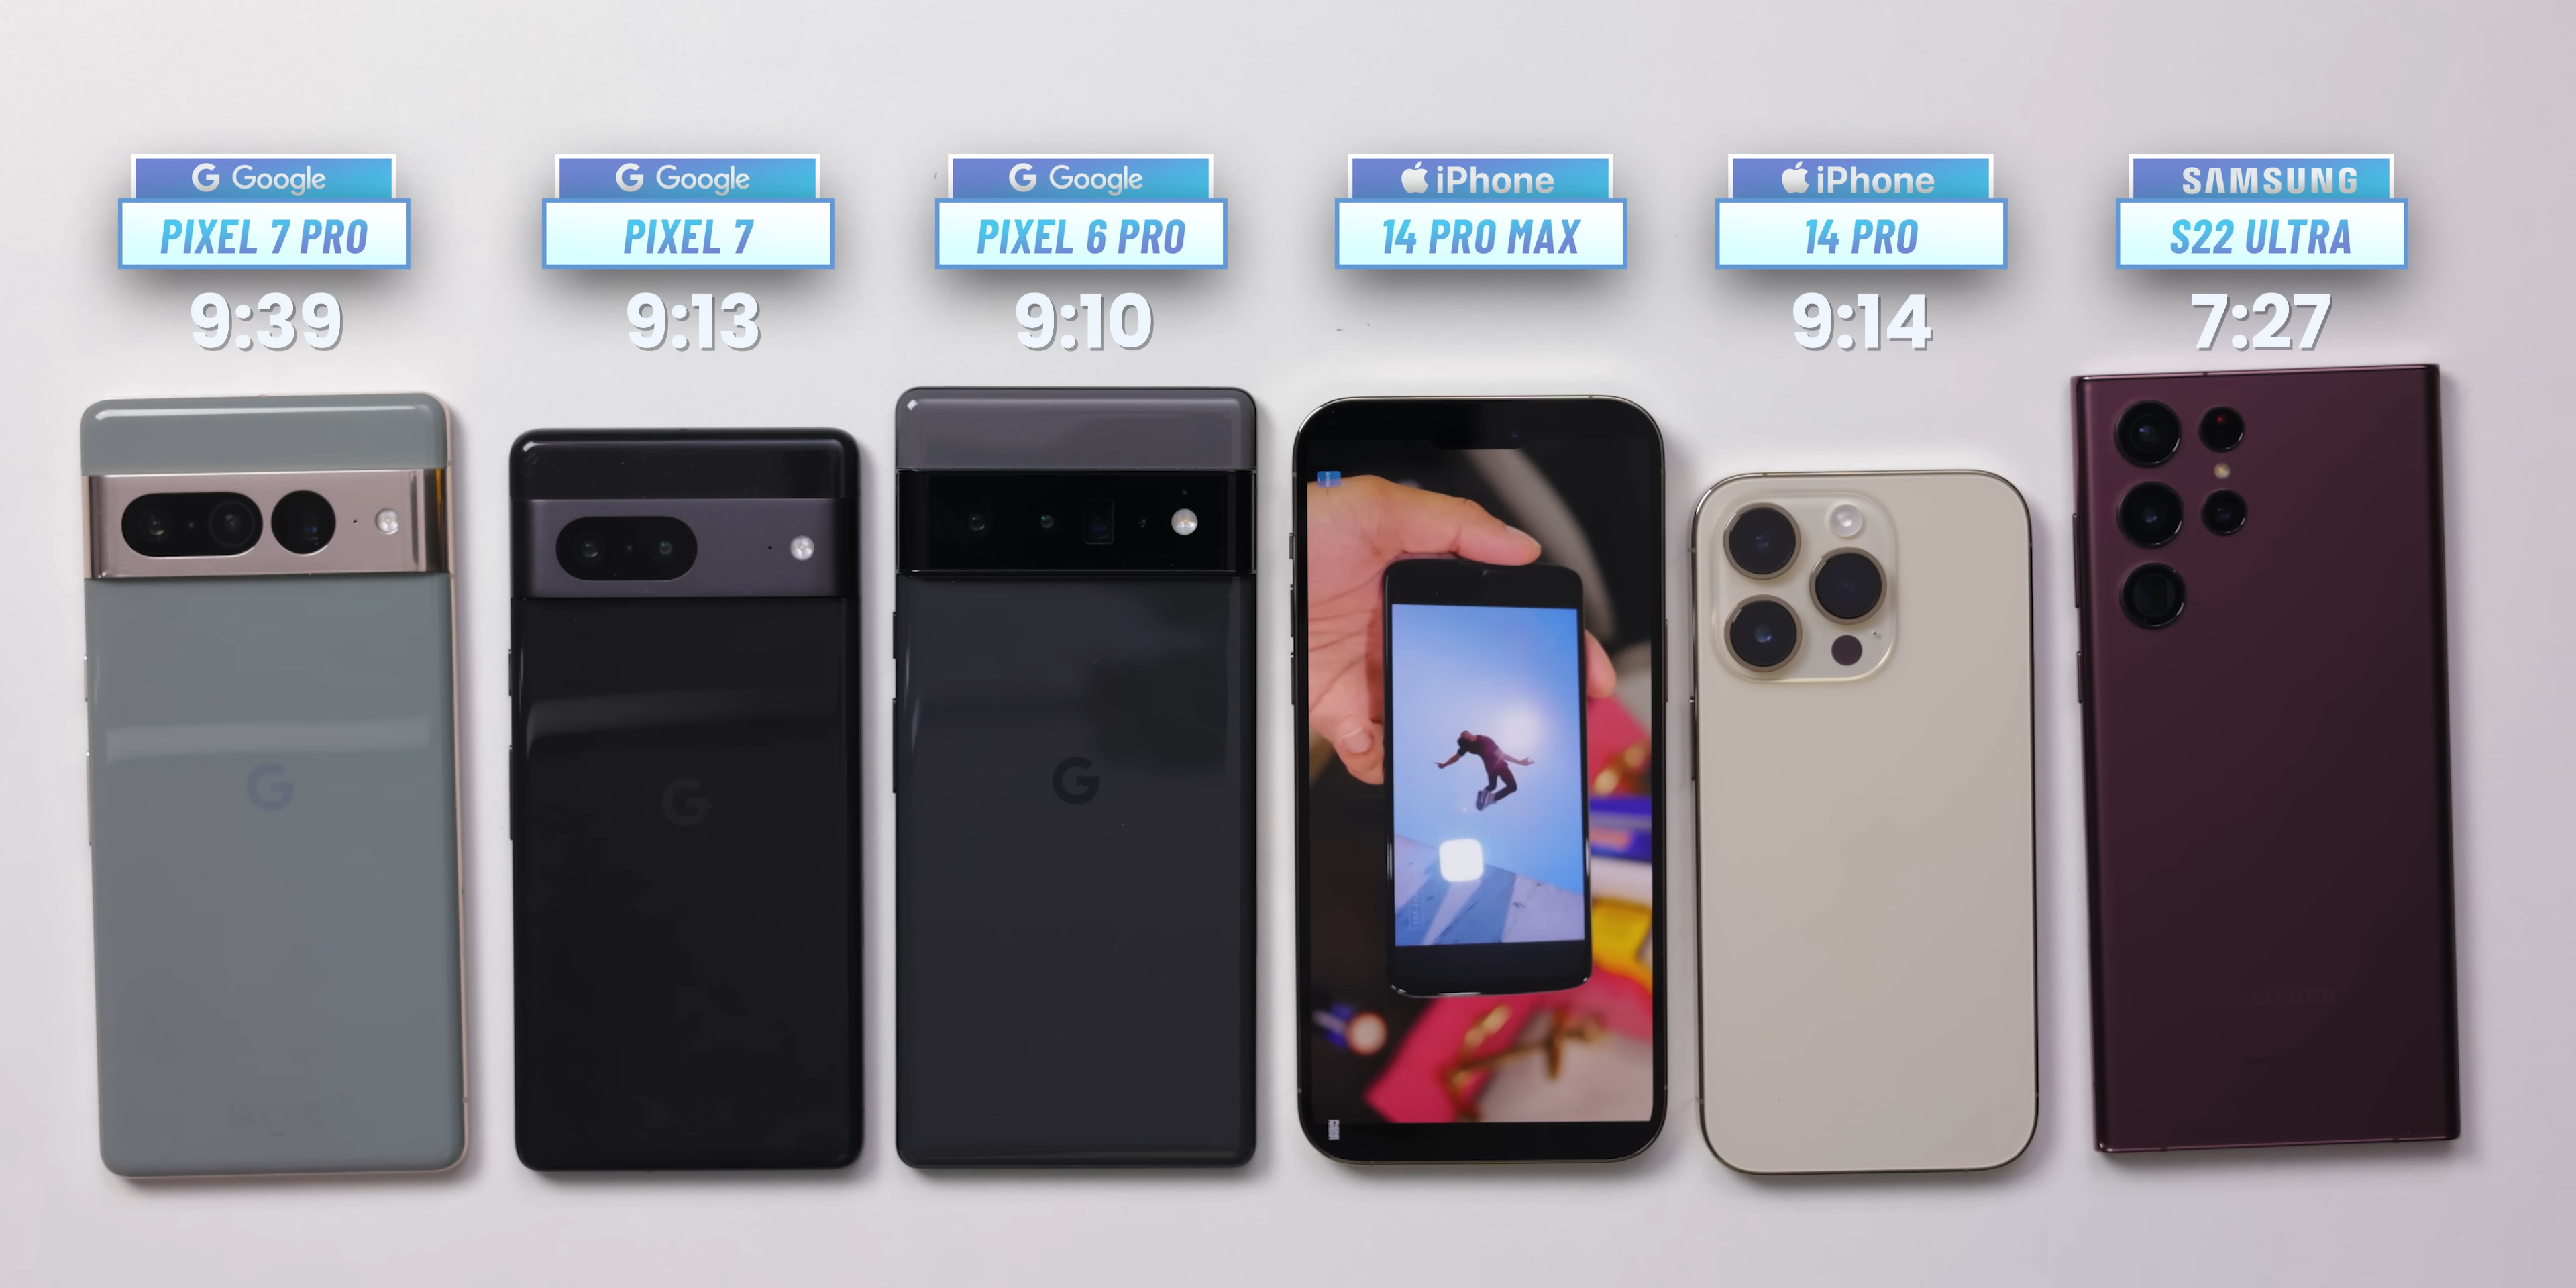 Google
PIXEL 7 PRO
9:39
Google
PIXEL 7
9:13
Google
PIXEL 6 PRO
9:10
iPhone
14 PRO MAX
iPhone
14 PRO
9:14
SAMSUNG
S22 ULTRA
7:27
SAMSUNG